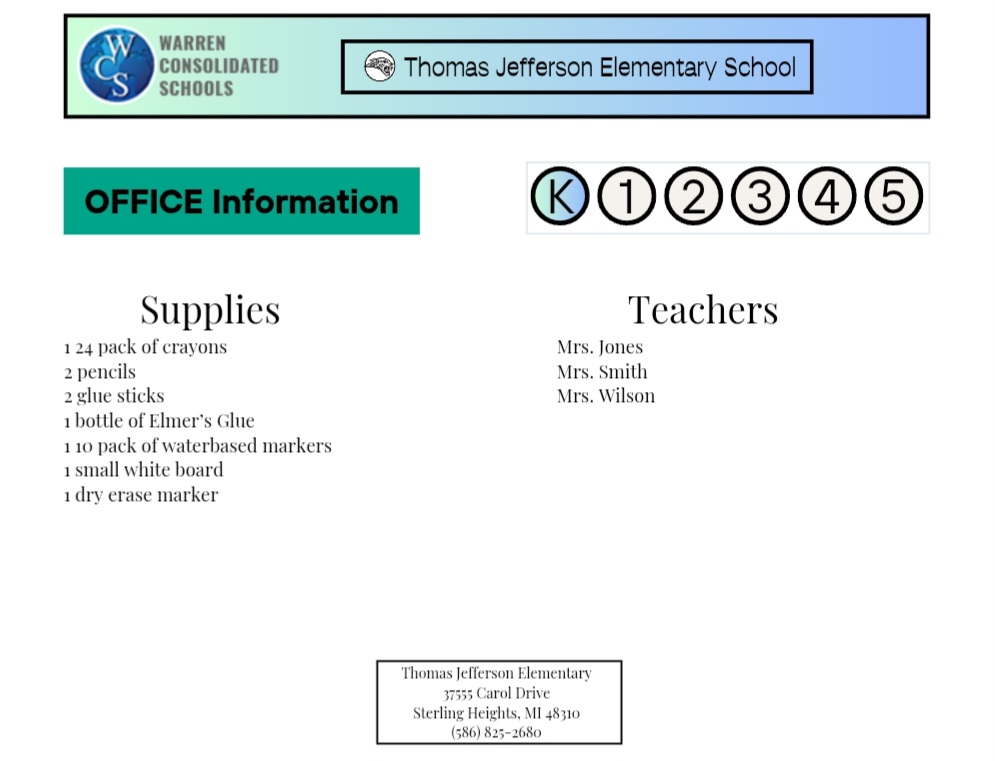 WCS
WARREN
CONSOLIDATED
SCHOOLS
Thomas Jefferson Elementary School
OFFICE Information
K 1 2 3 4 5
Supplies
1 24 pack of crayons
2 pencils
2 glue sticks
1 bottle of Elmer’s Glue
1 10 pack of waterbased markers
1 small white board
1 dry erase marker
Teachers
Mrs. Jones
Mrs. Smith
Mrs. Wilson
Thomas Jefferson Elementary
37555 Carol Drive
Sterling Heights, MI 48310
(586) 825-2680